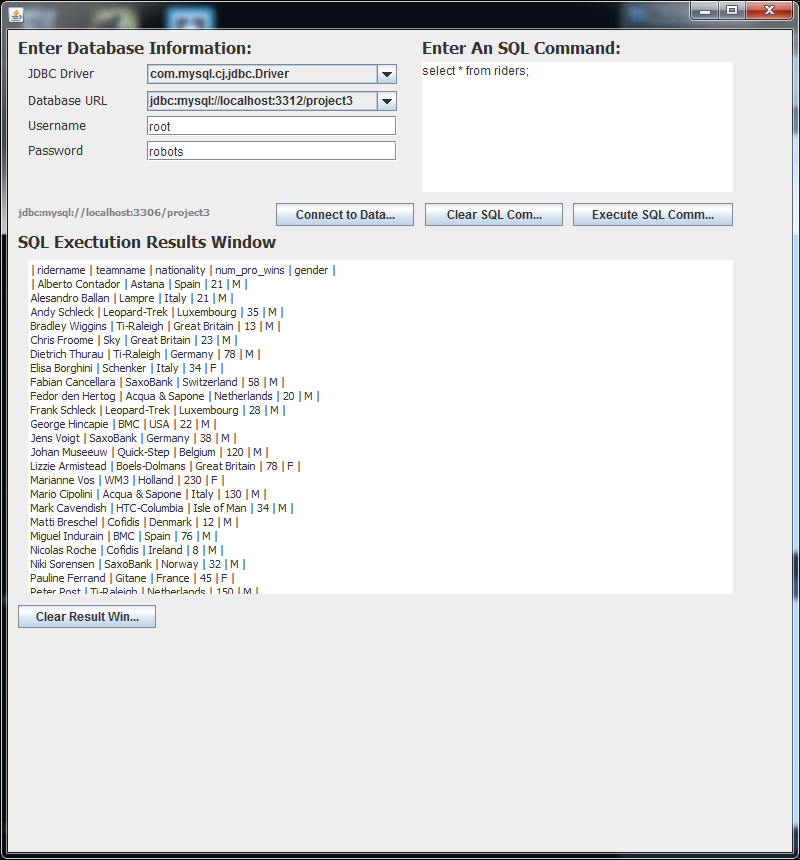 Enter Database Information:
JDBC Driver
com.mysql.cj.jdbc.Driver
Database URL
jdbc:mysql://localhost:3312/project3
Username
root
Password
robots
Enter An SQL Command:
select * from riders;
jdbc:mysql://localhost:3306/project3
Connect to Data...
Clear SQL Com...
Execute SQL Comm...
SQL Exectution Results Window
| ridername | teamname | nationality | num_pro_wins | gender |
| Alberto Contador | Astana | Spain | 21 | M |
Alesandro Ballan | Lampre | Italy | 21 | M |
Andy Schleck | Leopard-Trek | Luxembourg | 35 | M |
Bradley Wiggins | Ti-Raleigh | Great Britain | 13 | M |
Chris Froome | Sky | Great Britain | 23 | M |
Dietrich Thurau | Ti-Raleigh | Germany | 78 | M |
Elisa Borghini | Schenker | Italy | 34 | F |
Fabian Cancellara | SaxoBank | Switzerland | 58 | M |
Fedor den Hertog | Acqua & Sapone | Netherlands | 20 | M |
Frank Schleck | Leopard-Trek | Luxembourg | 28 | M |
George Hincapie | BMC | USA | 22 | M |
Jens Voigt | SaxoBank | Germany | 38 | M |
Johan Museeuw | Quick-Step | Belgium | 120 | M |
Lizzie Armistead | Boels-Dolmans | Great Britain | 78 | F |
Marianne Vos | WM3 | Holland | 230 | F |
Mario Cipolini | Acqua & Sapone | Italy | 130 | M |
Mark Cavendish | HTC-Columbia | Isle of Man | 34 | M |
Matti Breschel | Cofidis | Denmark | 12 | M |
Miguel Indurain | BMC | Spain | 76 | M |
Nicolas Roche | Cofidis | Ireland | 8 | M |
Niki Sorensen | SaxoBank | Norway | 32 | M |
Pauline Ferrand | Gitane | France | 45 | F |
Peter Post | Ti-Raleigh | Netherlands | 150 | M |
Clear Result Win...